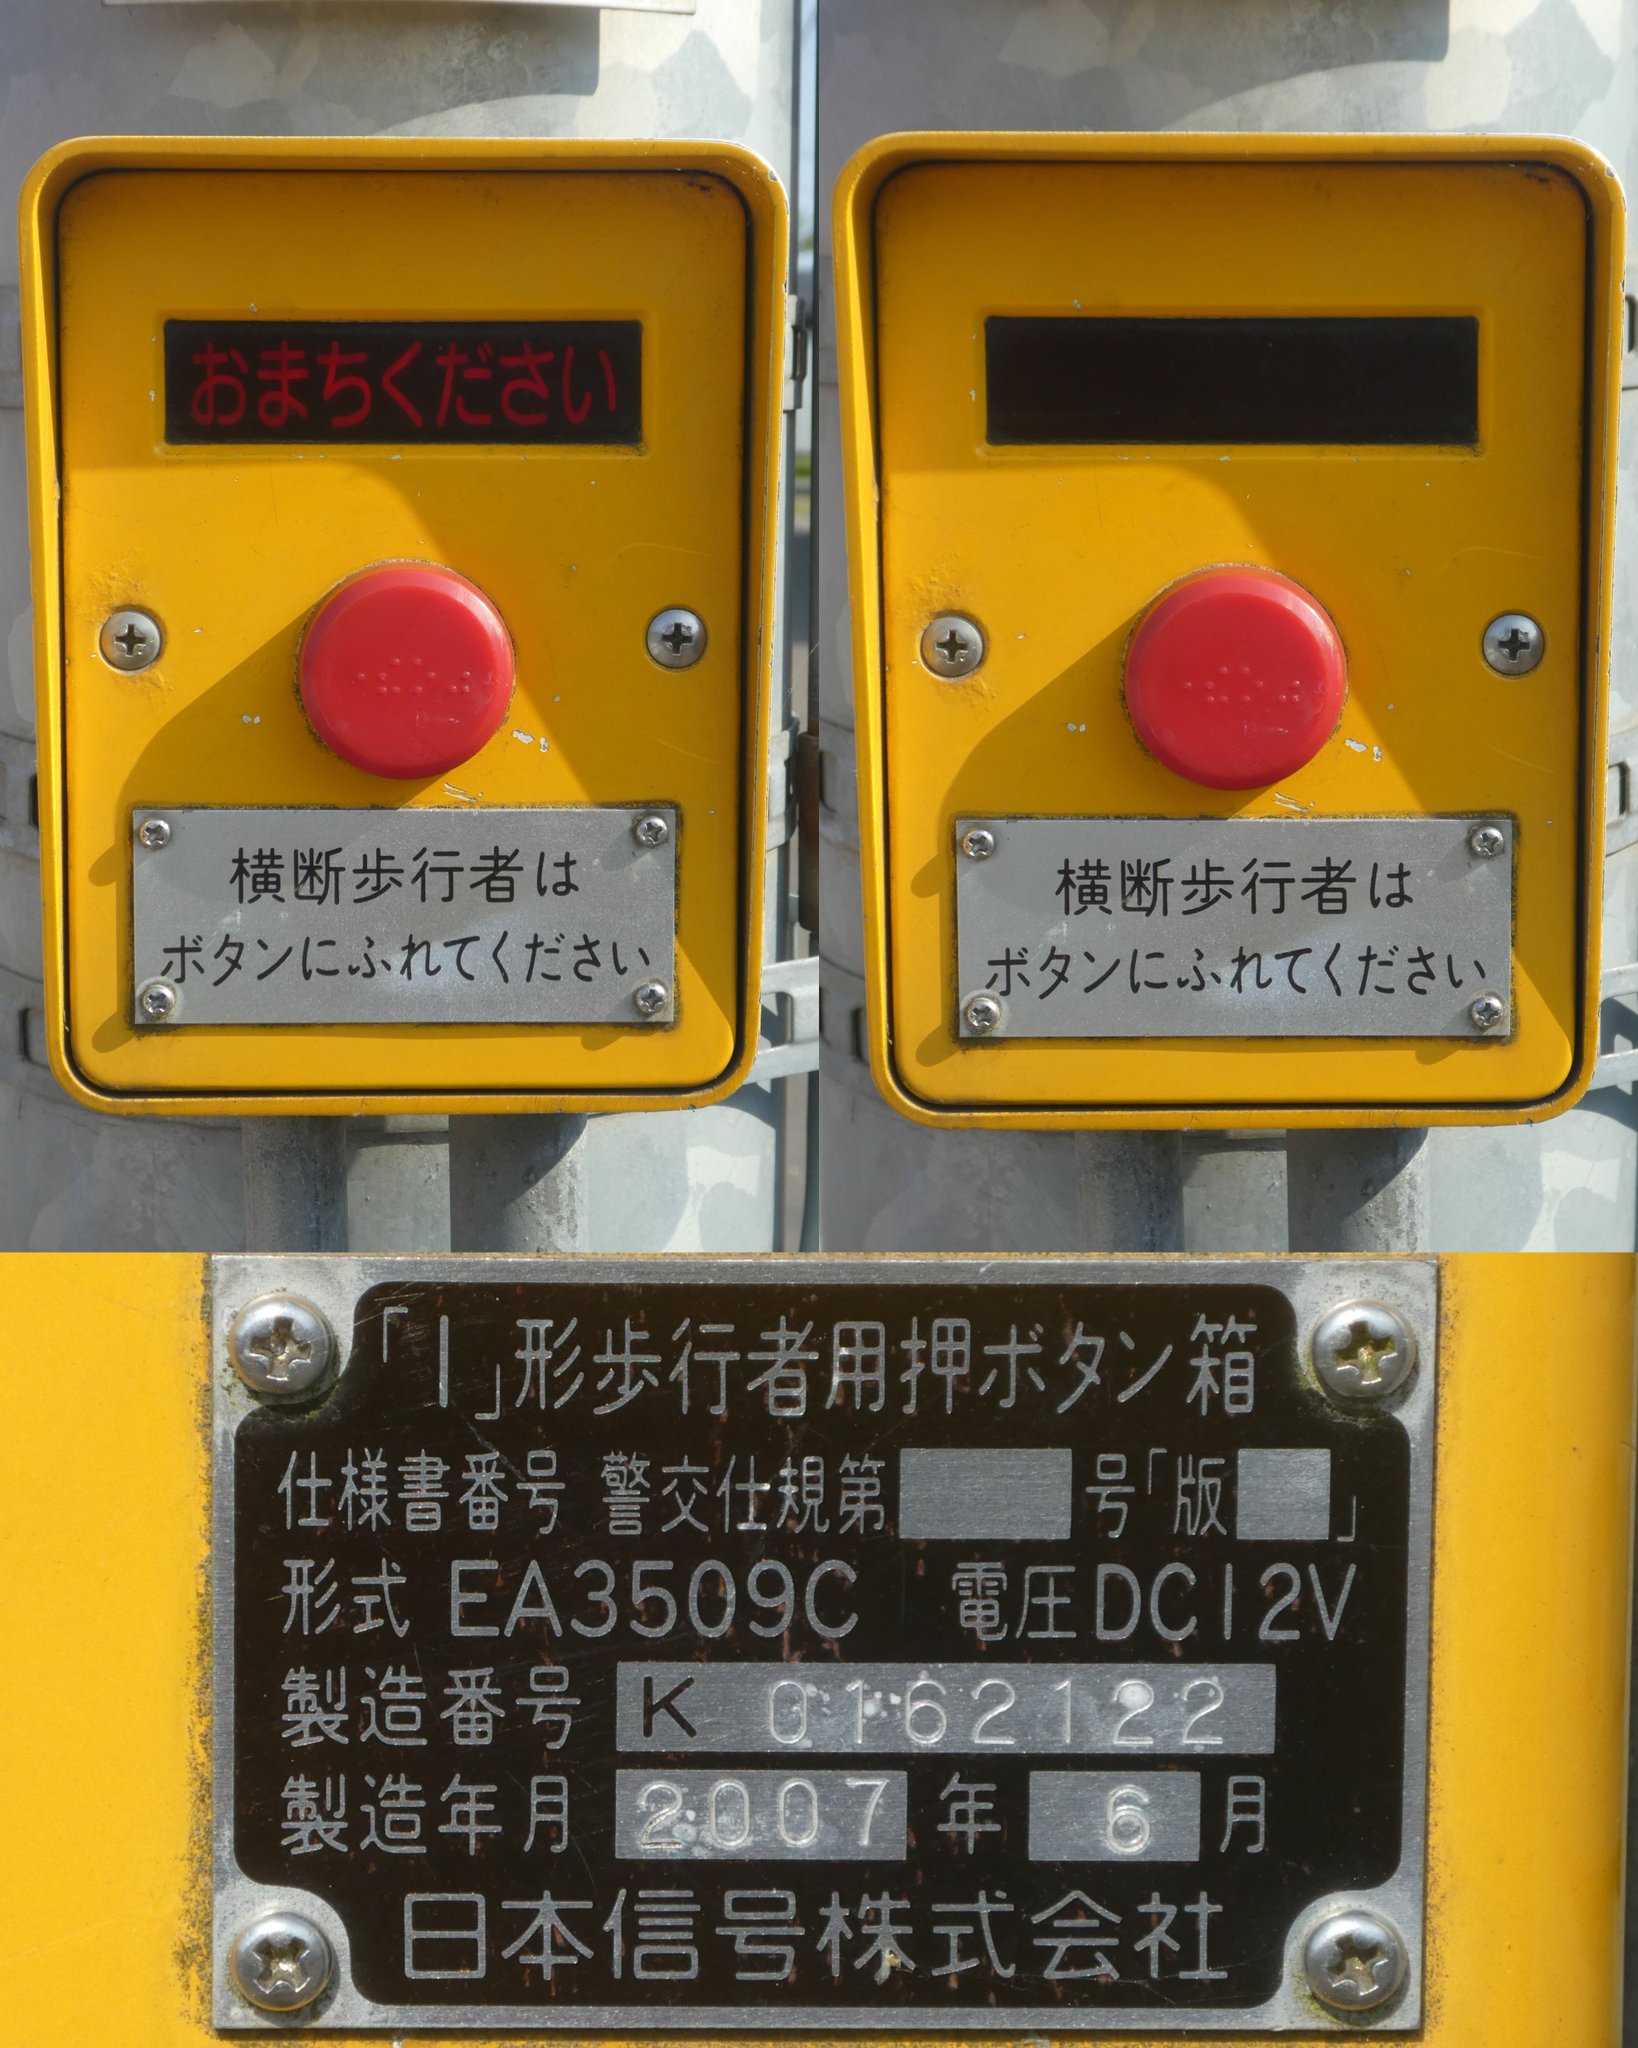 おまちください
横断歩行者は
ボタンにふれてください
横断歩行者は
ボタンにふれてください
「I」形歩行者用押ボタン箱
仕様書番号 警交仕規第 号「版 」
形式 EA3509C 電圧DC12V
製造番号 K 0162122
製造年月 2007 年 6 月
日本信号株式会社